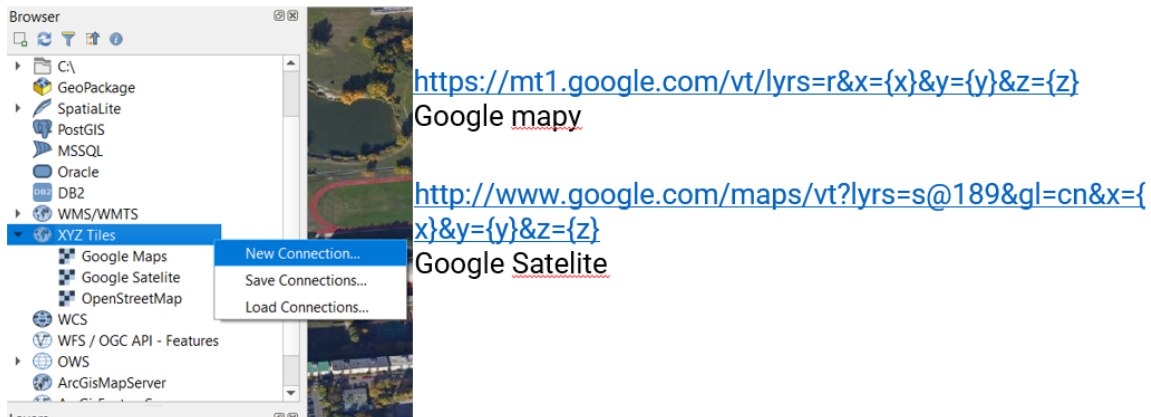 Browser
C:\
GeoPackage
SpatiaLite
PostGIS
MSSQL
Oracle
DB2
DB2
WMS/WMTS
XYZ Tiles
Google Maps
Google Satelite
OpenStreetMap
WCS
WFS / OGC API - Features
OWS
ArcGisMapServer
New Connection...
Save Connections...
Load Connections...
https://mt1.google.com/vt/lyrs=r&x={x}&y={y}&z={z}
Google mapy
http://www.google.com/maps/vt?lyrs=s@189&gl=cn&x={
x}&y={y}&z={z}
Google Satelite